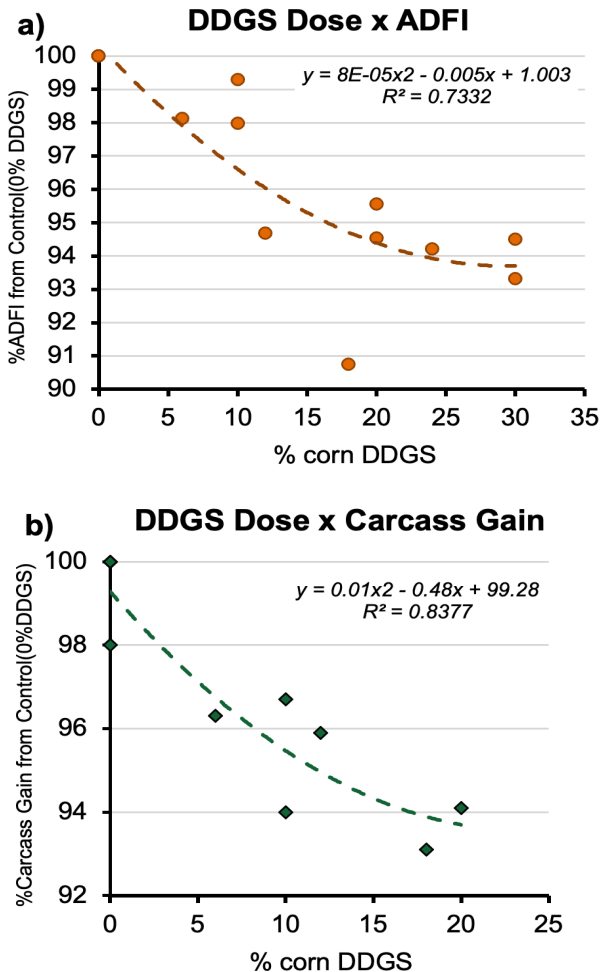 a)
DDGS Dose x ADFI
%ADFI from Control(0% DDGS)
100
99
98
97
96
95
94
93
92
91
90
y = 8E-05x2 - 0.005x + 1.003
R² = 0.7332
0 5 10 15 20 25 30 35
% corn DDGS
b)
DDGS Dose x Carcass Gain
%Carcass Gain from Control(0%DDGS)
100
98
96
94
92
y = 0.01x2 - 0.48x + 99.28
R² = 0.8377
0 5 10 15 20 25
% corn DDGS